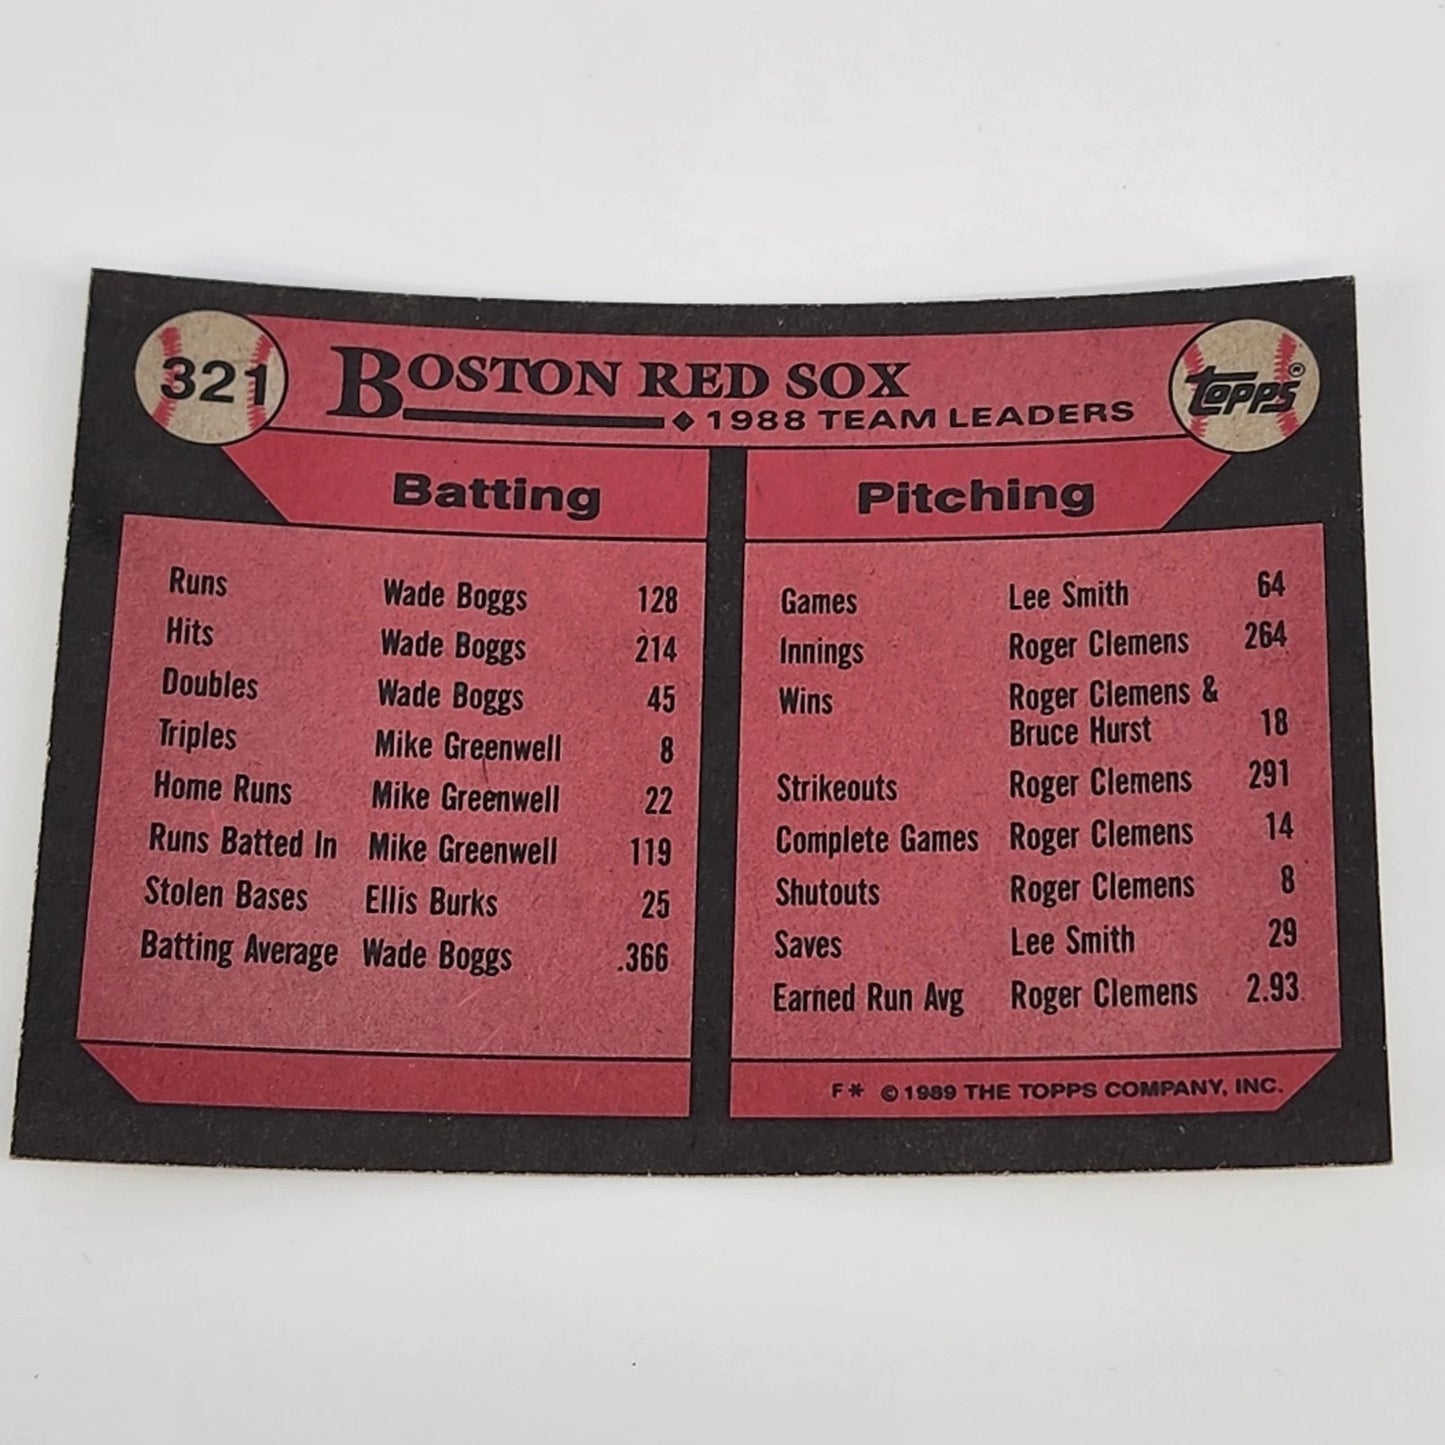 321
BOSTON RED SOX
1988 TEAM LEADERS
TOPPS®
Batting
Runs Wade Boggs 128
Hits Wade Boggs 214
Doubles Wade Boggs 45
Triples Mike Greenwell 8
Home Runs Mike Greenwell 22
Runs Batted In Mike Greenwell 119
Stolen Bases Ellis Burks 25
Batting Average Wade Boggs .366
Pitching
Games Lee Smith 64
Innings Roger Clemens 264
Wins Roger Clemens &
Bruce Hurst 18
Strikeouts Roger Clemens 291
Complete Games Roger Clemens 14
Shutouts Roger Clemens 8
Saves Lee Smith 29
Earned Run Avg Roger Clemens 2.93
F* © 1989 THE TOPPS COMPANY, INC.